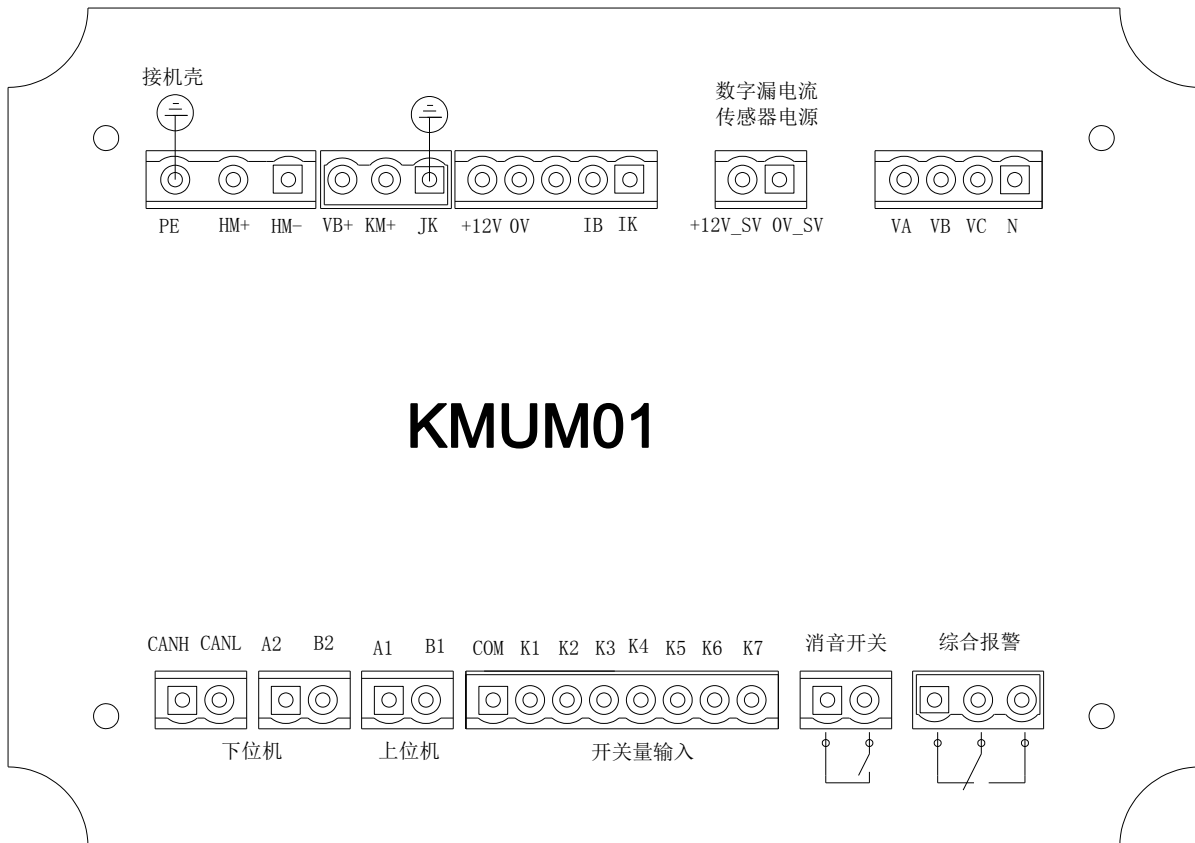 接机壳
数字漏电流
传感器电源
PE HM+ HM- VB+ KM+ JK +12V 0V IB IK +12V_SV 0V_SV VA VB VC N
KMUM01
CANH CANL A2 B2 A1 B1 COM K1 K2 K3 K4 K5 K6 K7 消音开关 综合报警
下位机 上位机 开关量输入